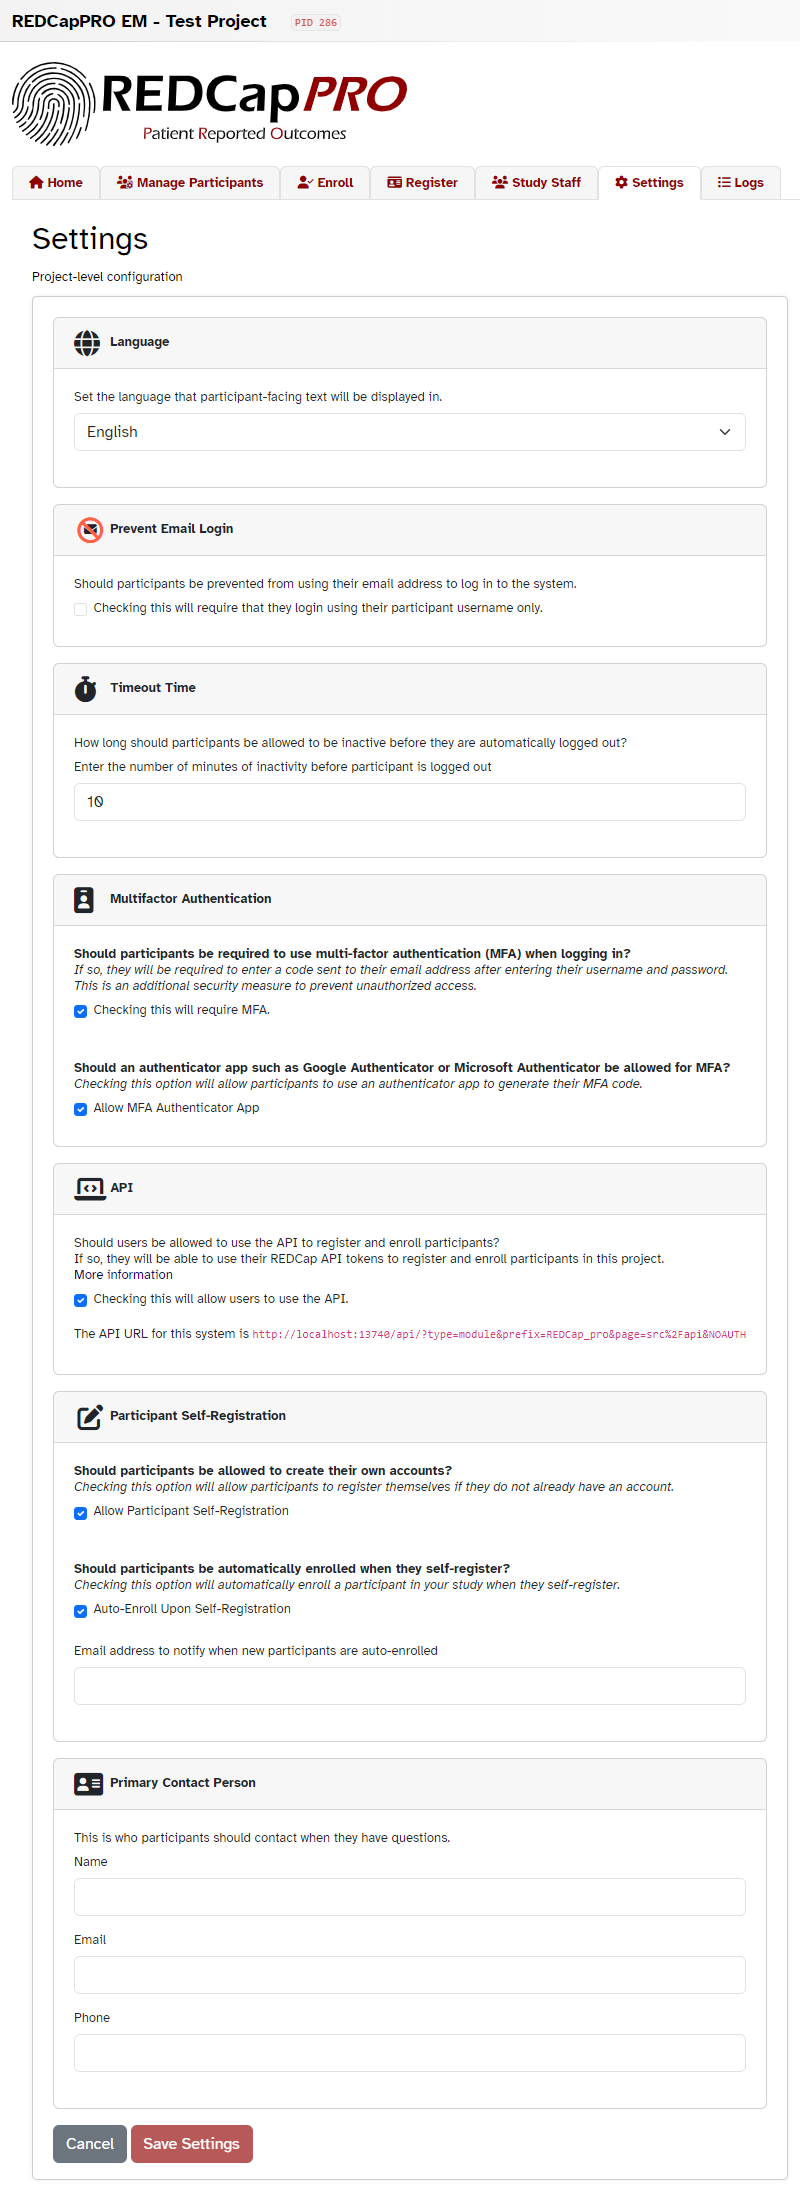 REDCapPRO EM - Test Project PID 286
REDCapPRO
Patient Reported Outcomes
Home Manage Participants Enroll Register Study Staff Settings Logs
Settings
Project-level configuration
Language
Set the language that participant-facing text will be displayed in.
English
Prevent Email Login
Should participants be prevented from using their email address to log in to the system.
Checking this will require that they login using their participant username only.
Timeout Time
How long should participants be allowed to be inactive before they are automatically logged out?
Enter the number of minutes of inactivity before participant is logged out
10
Multifactor Authentication
Should participants be required to use multi-factor authentication (MFA) when logging in?
If so, they will be required to enter a code sent to their email address after entering their username and password.
This is an additional security measure to prevent unauthorized access.
Checking this will require MFA.
Should an authenticator app such as Google Authenticator or Microsoft Authenticator be allowed for MFA?
Checking this option will allow participants to use an authenticator app to generate their MFA code.
Allow MFA Authenticator App
API
Should users be allowed to use the API to register and enroll participants?
If so, they will be able to use their REDCap API tokens to register and enroll participants in this project.
More information
Checking this will allow users to use the API.
The API URL for this system is http://localhost:13740/api/?type=module&prefix=REDCap_pro&page=src%2Fapi&NOAUTH
Participant Self-Registration
Should participants be allowed to create their own accounts?
Checking this option will allow participants to register themselves if they do not already have an account.
Allow Participant Self-Registration
Should participants be automatically enrolled when they self-register?
Checking this option will automatically enroll a participant in your study when they self-register.
Auto-Enroll Upon Self-Registration
Email address to notify when new participants are auto-enrolled
Primary Contact Person
This is who participants should contact when they have questions.
Name
Email
Phone
Cancel Save Settings